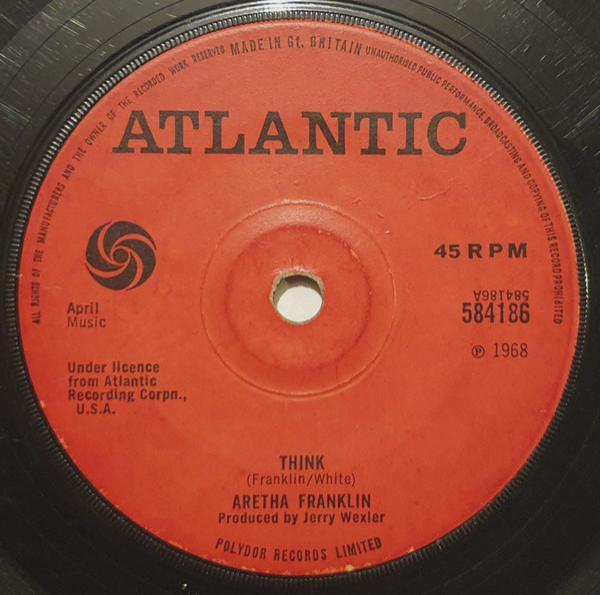 ALL RIGHTS OF THE MANUFACTURERS AND THE OWNER OF THE RECORDED WORK RESERVED MADE IN Gt. BRITAIN UNAUTHORISED PUBLIC PERFORMANCE, BROADCASTING AND COPYING OF THIS RECORD PROHIBITED
ATLANTIC
45 RPM
584186A
584186
℗ 1968
April
Music
Under licence
from Atlantic
Recording Corpn.,
U.S.A.
THINK
(Franklin/White)
ARETHA FRANKLIN
Produced by Jerry Wexler
POLYDOR RECORDS LIMITED